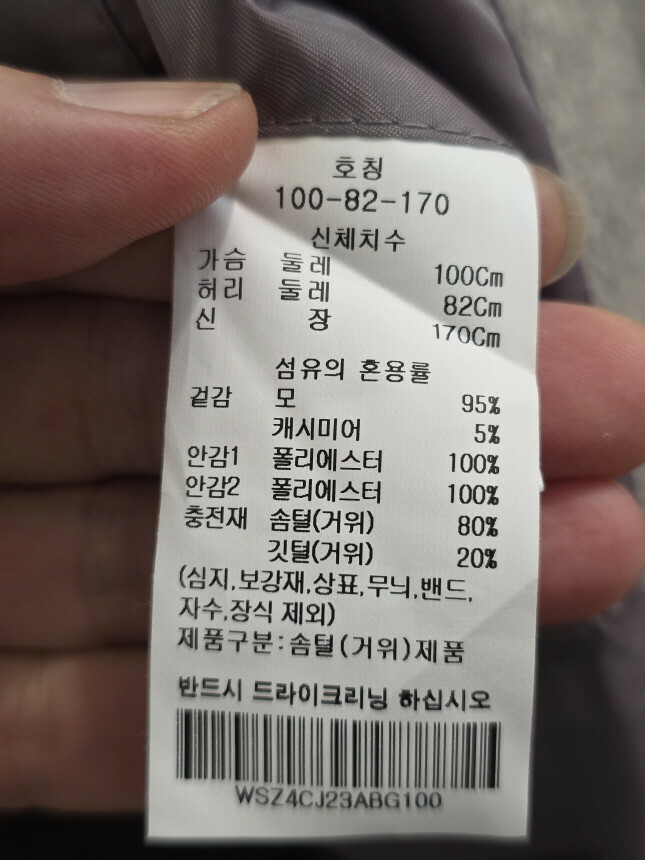 호칭
100-82-170
신체치수
가슴 둘레 100Cm
허리 둘레 82Cm
신 장 170Cm
섬유의 혼용률
겉감 모 95%
캐시미어 5%
안감1 폴리에스터 100%
안감2 폴리에스터 100%
충전재 솜털(거위) 80%
깃털(거위) 20%
(심지,보강재,상표,무늬,밴드,
자수,장식 제외)
제품구분:솜털(거위)제품
반드시 드라이크리닝 하십시오
WSZ4CJ23ABG100